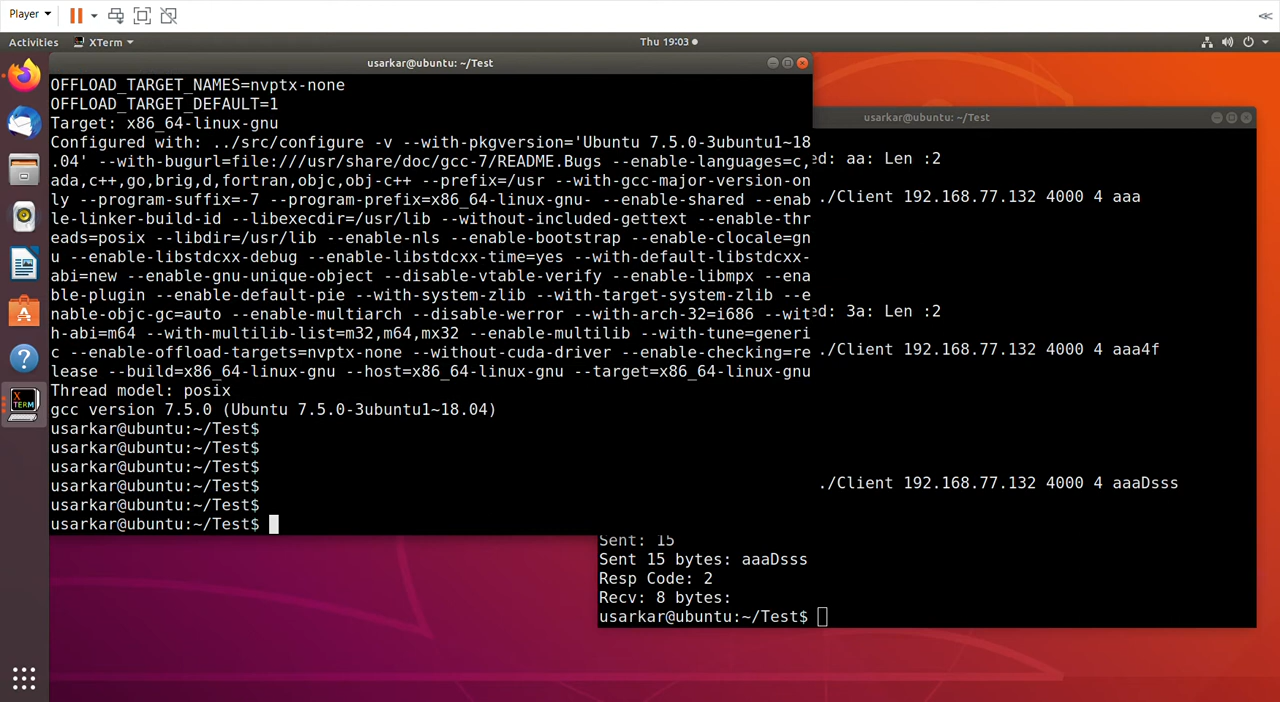 Player
Activities
XTerm
Thu 19:03
usarkar@ubuntu: ~/Test
OFFLOAD_TARGET_NAMES=nvptx-none
OFFLOAD_TARGET_DEFAULT=1
Target: x86_64-linux-gnu
Configured with: ../src/configure -v --with-pkgversion='Ubuntu 7.5.0-3ubuntu1~18
.04' --with-bugurl=file:///usr/share/doc/gcc-7/README.Bugs --enable-languages=c,
ada,c++,go,brig,d,fortran,objc,obj-c++ --prefix=/usr --with-gcc-major-version-on
ly --program-suffix=-7 --program-prefix=x86_64-linux-gnu- --enable-shared --enab
le-linker-build-id --libexecdir=/usr/lib --without-included-gettext --enable-thr
eads=posix --libdir=/usr/lib --enable-nls --enable-bootstrap --enable-clocale=gn
u --enable-libstdcxx-debug --enable-libstdcxx-time=yes --with-default-libstdcxx-
abi=new --enable-gnu-unique-object --disable-vtable-verify --enable-libmpx --ena
ble-plugin --enable-default-pie --with-system-zlib --with-target-system-zlib --e
nable-objc-gc=auto --enable-multiarch --disable-werror --with-arch-32=i686 --wit
h-abi=m64 --with-multilib-list=m32,m64,mx32 --enable-multilib --with-tune=generi
c --enable-offload-targets=nvptx-none --without-cuda-driver --enable-checking=re
lease --build=x86_64-linux-gnu --host=x86_64-linux-gnu --target=x86_64-linux-gnu
Thread model: posix
gcc version 7.5.0 (Ubuntu 7.5.0-3ubuntu1~18.04)
usarkar@ubuntu:~/Test$
usarkar@ubuntu:~/Test$
usarkar@ubuntu:~/Test$
usarkar@ubuntu:~/Test$
usarkar@ubuntu:~/Test$
usarkar@ubuntu:~/Test$
X TERM
usarkar@ubuntu: ~/Test
ed: aa: Len :2
./Client 192.168.77.132 4000 4 aaa
ed: 3a: Len :2
./Client 192.168.77.132 4000 4 aaa4f
./Client 192.168.77.132 4000 4 aaaDsss
Sent: 15
Sent 15 bytes: aaaDsss
Resp Code: 2
Recv: 8 bytes:
usarkar@ubuntu:~/Test$